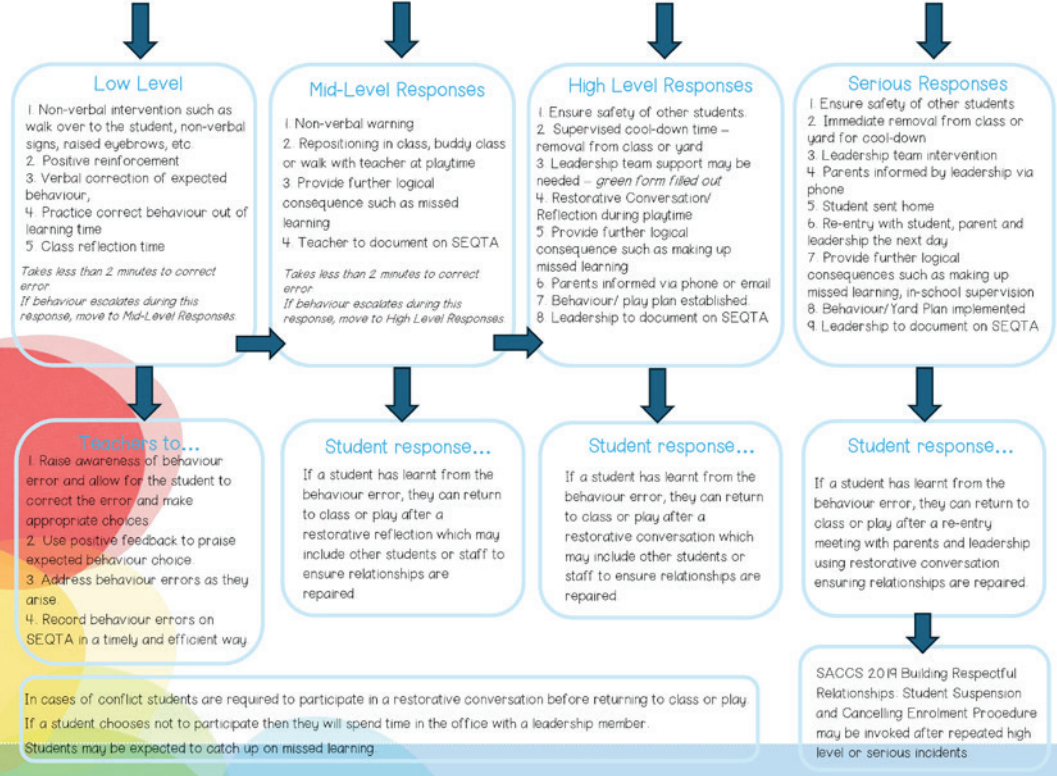 Low Level
1. Non-verbal intervention such as
walk over to the student, non-verbal
signs, raised eyebrows, etc.
2. Positive reinforcement
3. Verbal correction of expected
behaviour,
4. Practice correct behaviour out of
learning time
5. Class reflection time
Takes less than 2 minutes to correct
error.
If behaviour escalates during this
response, move to Mid-Level Responses.
Mid-Level Responses
1. Non-verbal warning
2. Repositioning in class, buddy class
or walk with teacher at playtime
3. Provide further logical
consequence such as missed
learning
4. Teacher to document on SEQTA
Takes less than 2 minutes to correct
error.
If behaviour escalates during this
response, move to High Level Responses
High Level Responses
1. Ensure safety of other students.
2. Supervised cool-down time –
removal from class or yard
3. Leadership team support may be
needed – green form filled out
4. Restorative Conversation/
Reflection during playtime
5. Provide further logical
consequence such as making up
missed learning
6. Parents informed via phone or email
7. Behaviour/ play plan established.
8. Leadership to document on SEQTA
Serious Responses
1. Ensure safety of other students
2. Immediate removal from class or
yard for cool-down
3. Leadership team intervention
4. Parents informed by leadership via
phone
5. Student sent home
6. Re-entry with student, parent and
leadership the next day
7. Provide further logical
consequences such as making up
missed learning, in-school supervision
8. Behaviour/Yard Plan implemented
9. Leadership to document on SEQTA
Teachers to...
1. Raise awareness of behaviour
error and allow for the student to
correct the error and make
appropriate choices
2. Use positive feedback to praise
expected behaviour choice.
3. Address behaviour errors as they
arise.
4. Record behaviour errors on
SEQTA in a timely and efficient way.
Student response...
If a student has learnt from the
behaviour error, they can return
to class or play after a
restorative reflection which may
include other students or staff to
ensure relationships are
repaired.
Student response...
If a student has learnt from the
behaviour error, they can return
to class or play after a
restorative conversation which
may include other students or
staff to ensure relationships are
repaired.
Student response...
If a student has learnt from the
behaviour error, they can return to
class or play after a re-entry
meeting with parents and leadership
using restorative conversation
ensuring relationships are repaired.
In cases of conflict students are required to participate in a restorative conversation before returning to class or play.
If a student chooses not to participate then they will spend time in the office with a leadership member.
Students may be expected to catch up on missed learning.
SACCS 2019 Building Respectful
Relationships: Student Suspension
and Cancelling Enrolment Procedure
may be invoked after repeated high
level or serious incidents.